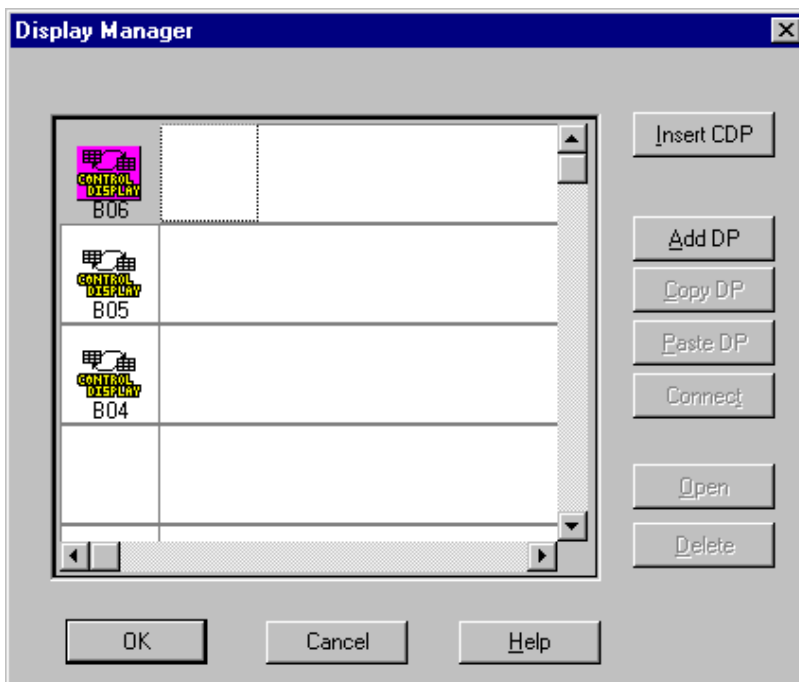 Display Manager
Insert CDP
CONTROL
DISPLAY
B06
Add DP
CONTROL
DISPLAY
B05
Copy DP
Paste DP
CONTROL
DISPLAY
B04
Connect
Open
Delete
OK
Cancel
Help